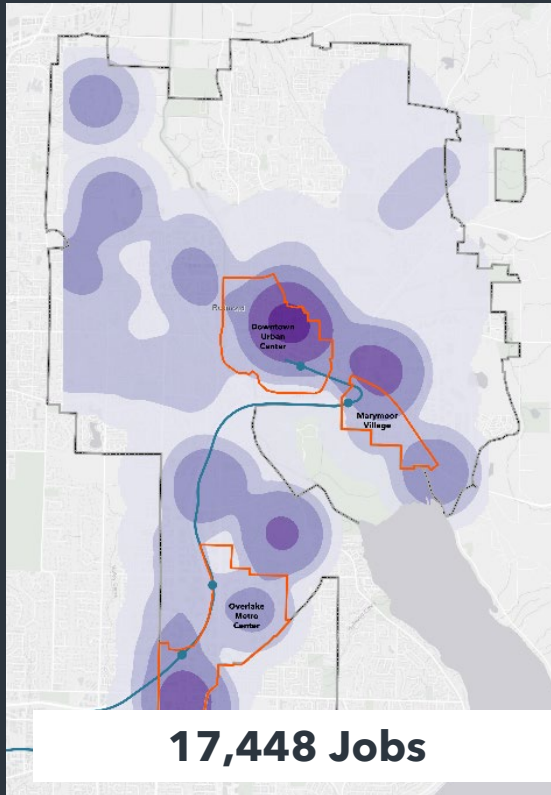 Redmond
Downtown
Urban
Center
Marymoor
Village
Overlake
Metro
Center
17,448 Jobs